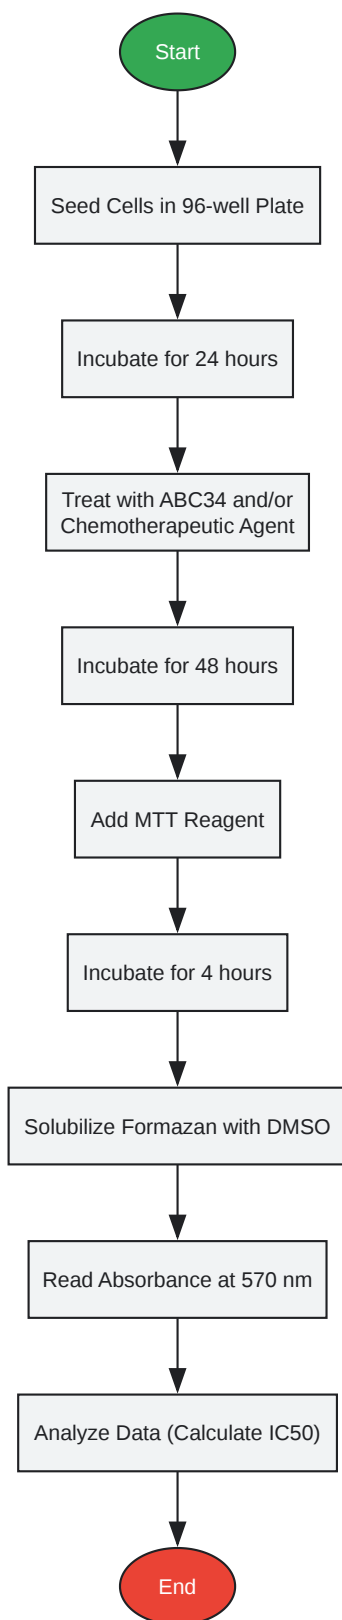 Start
Seed Cells in 96-well Plate
Incubate for 24 hours
Treat with ABC34 and/or
Chemotherapeutic Agent
Incubate for 48 hours
Add MTT Reagent
Incubate for 4 hours
Solubilize Formazan with DMSO
Read Absorbance at 570 nm
Analyze Data (Calculate IC50)
End